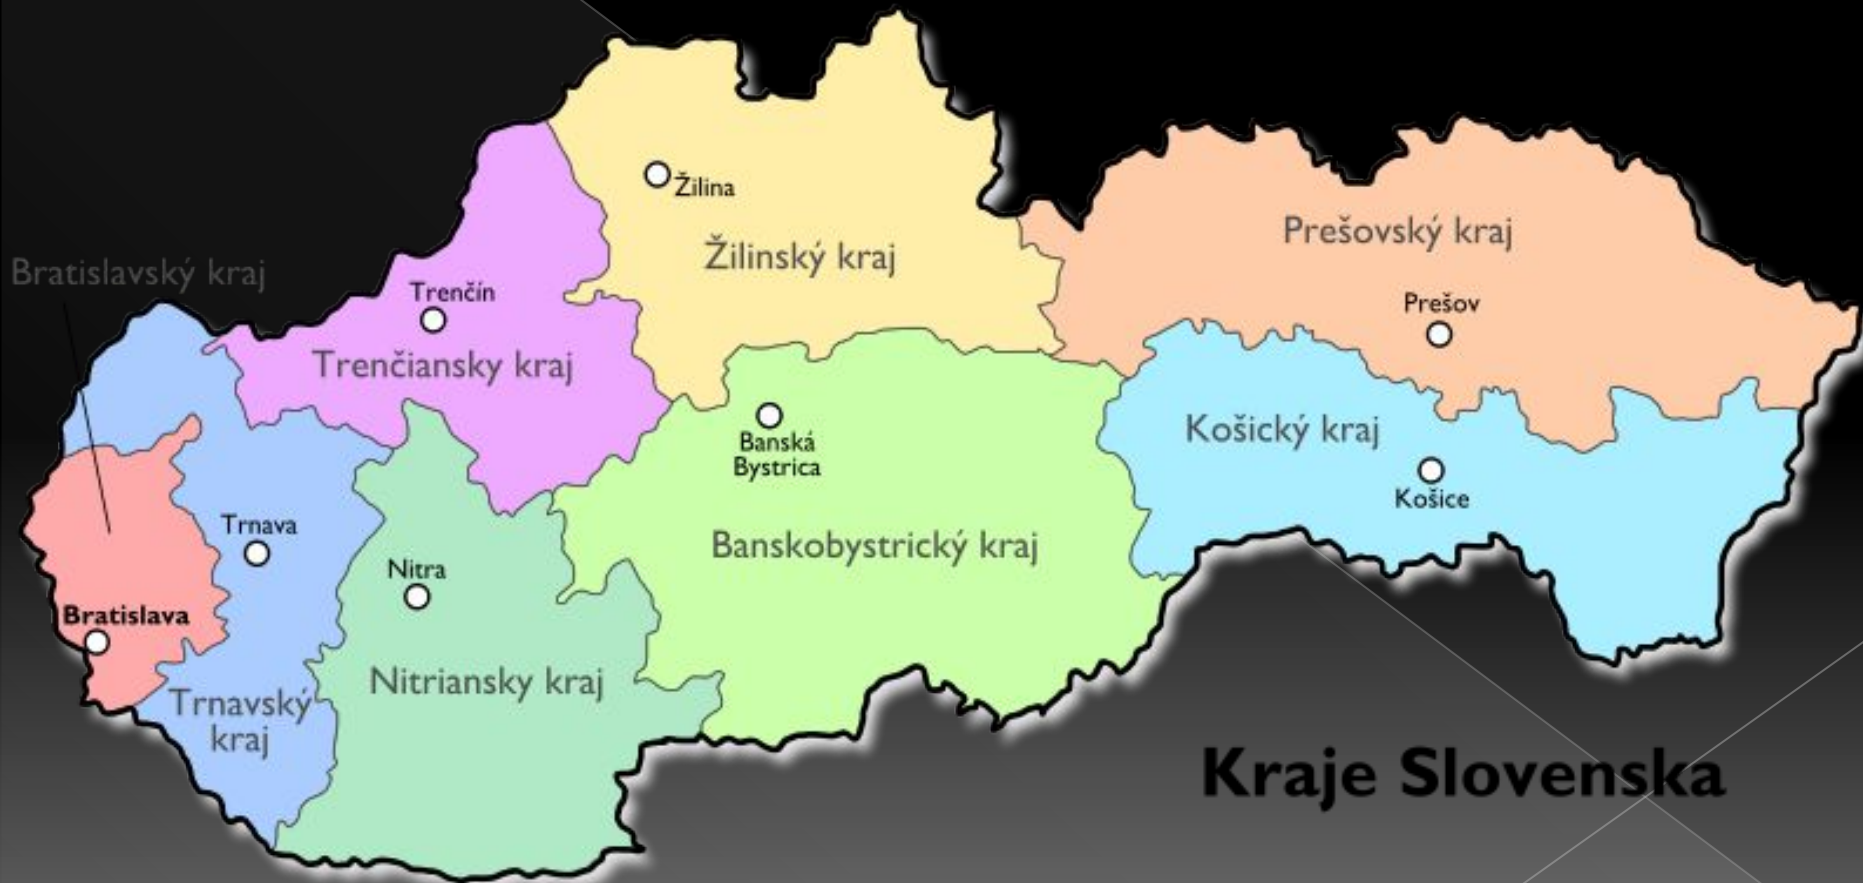 Žilina
Žilinský kraj
Prešovský kraj
Bratislavský kraj
Trenčín
Prešov
Trenčiansky kraj
Banská
Bystrica
Košický kraj
Košice
Trnava
Banskobystrický kraj
Nitra
Bratislava
Nitriansky kraj
Trnavský
kraj
Kraje Slovenska